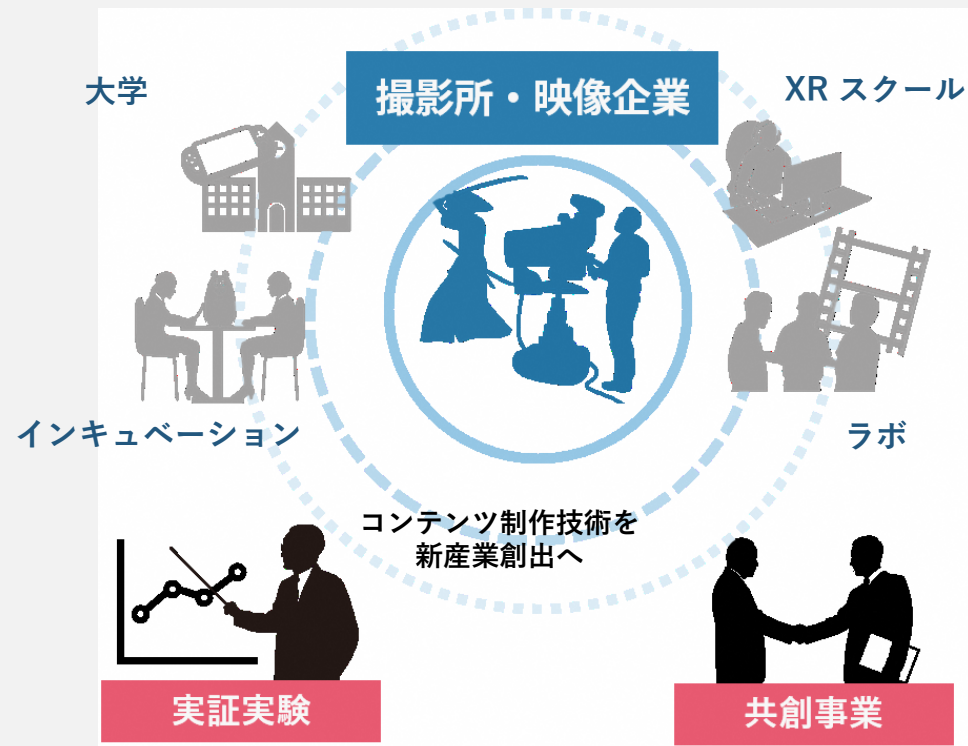 撮影所・映像企業
大学
XR スクール
インキュベーション
ラボ
コンテンツ制作技術を
新産業創出へ
実証実験
共創事業